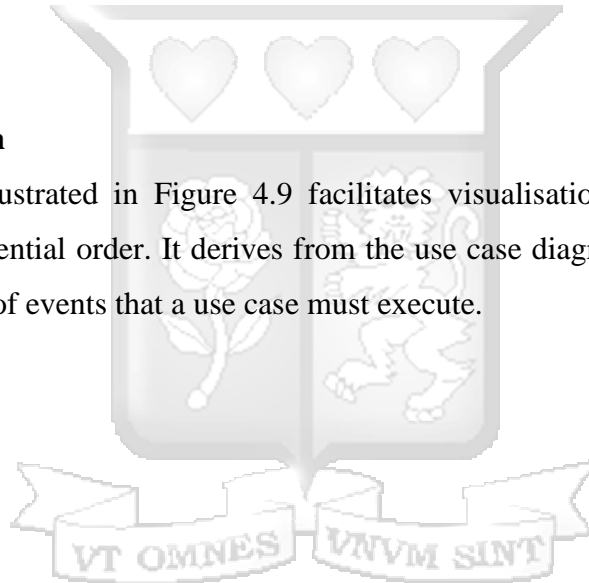 n
ustrated in Figure 4.9 facilitates visualisatio
ential order. It derives from the use case diagr
of events that a use case must execute.
VT OMNES VNVM SINT